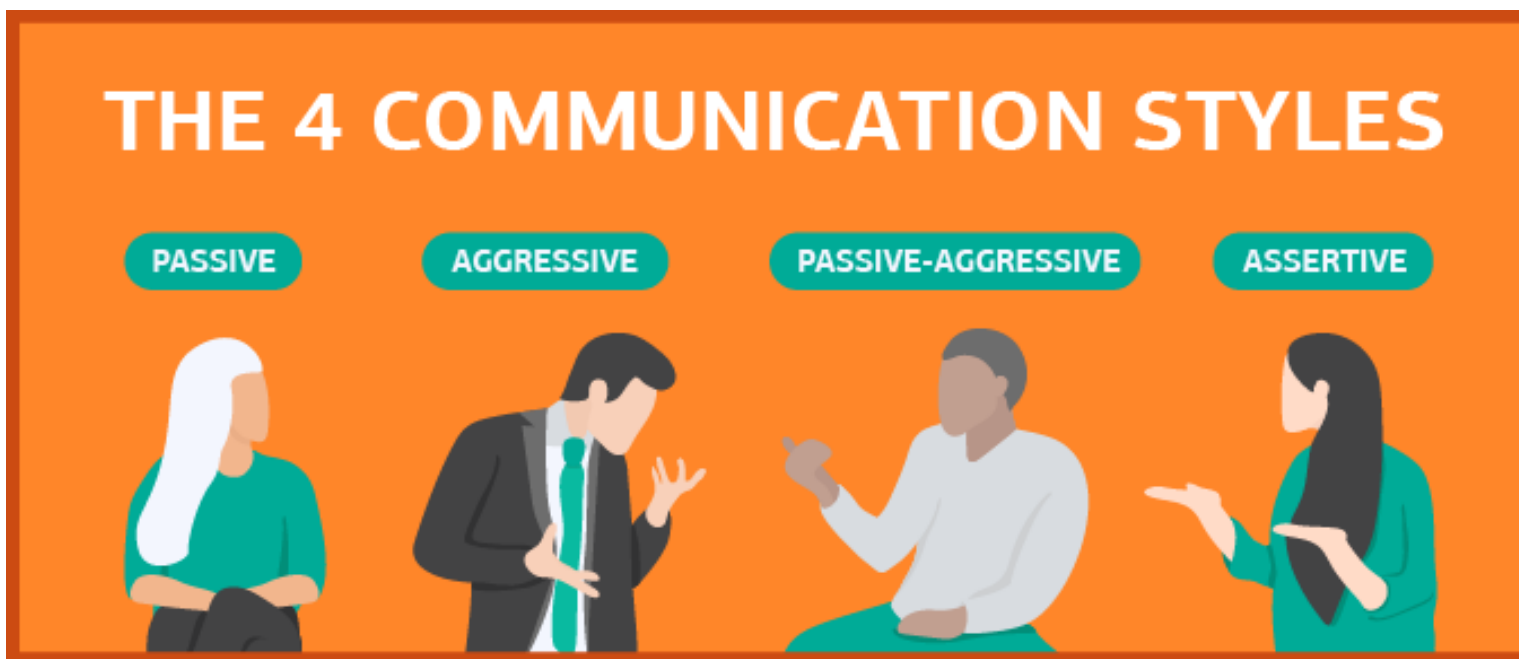 THE 4 COMMUNICATION STYLES
PASSIVE
AGGRESSIVE
PASSIVE-AGGRESSIVE
ASSERTIVE